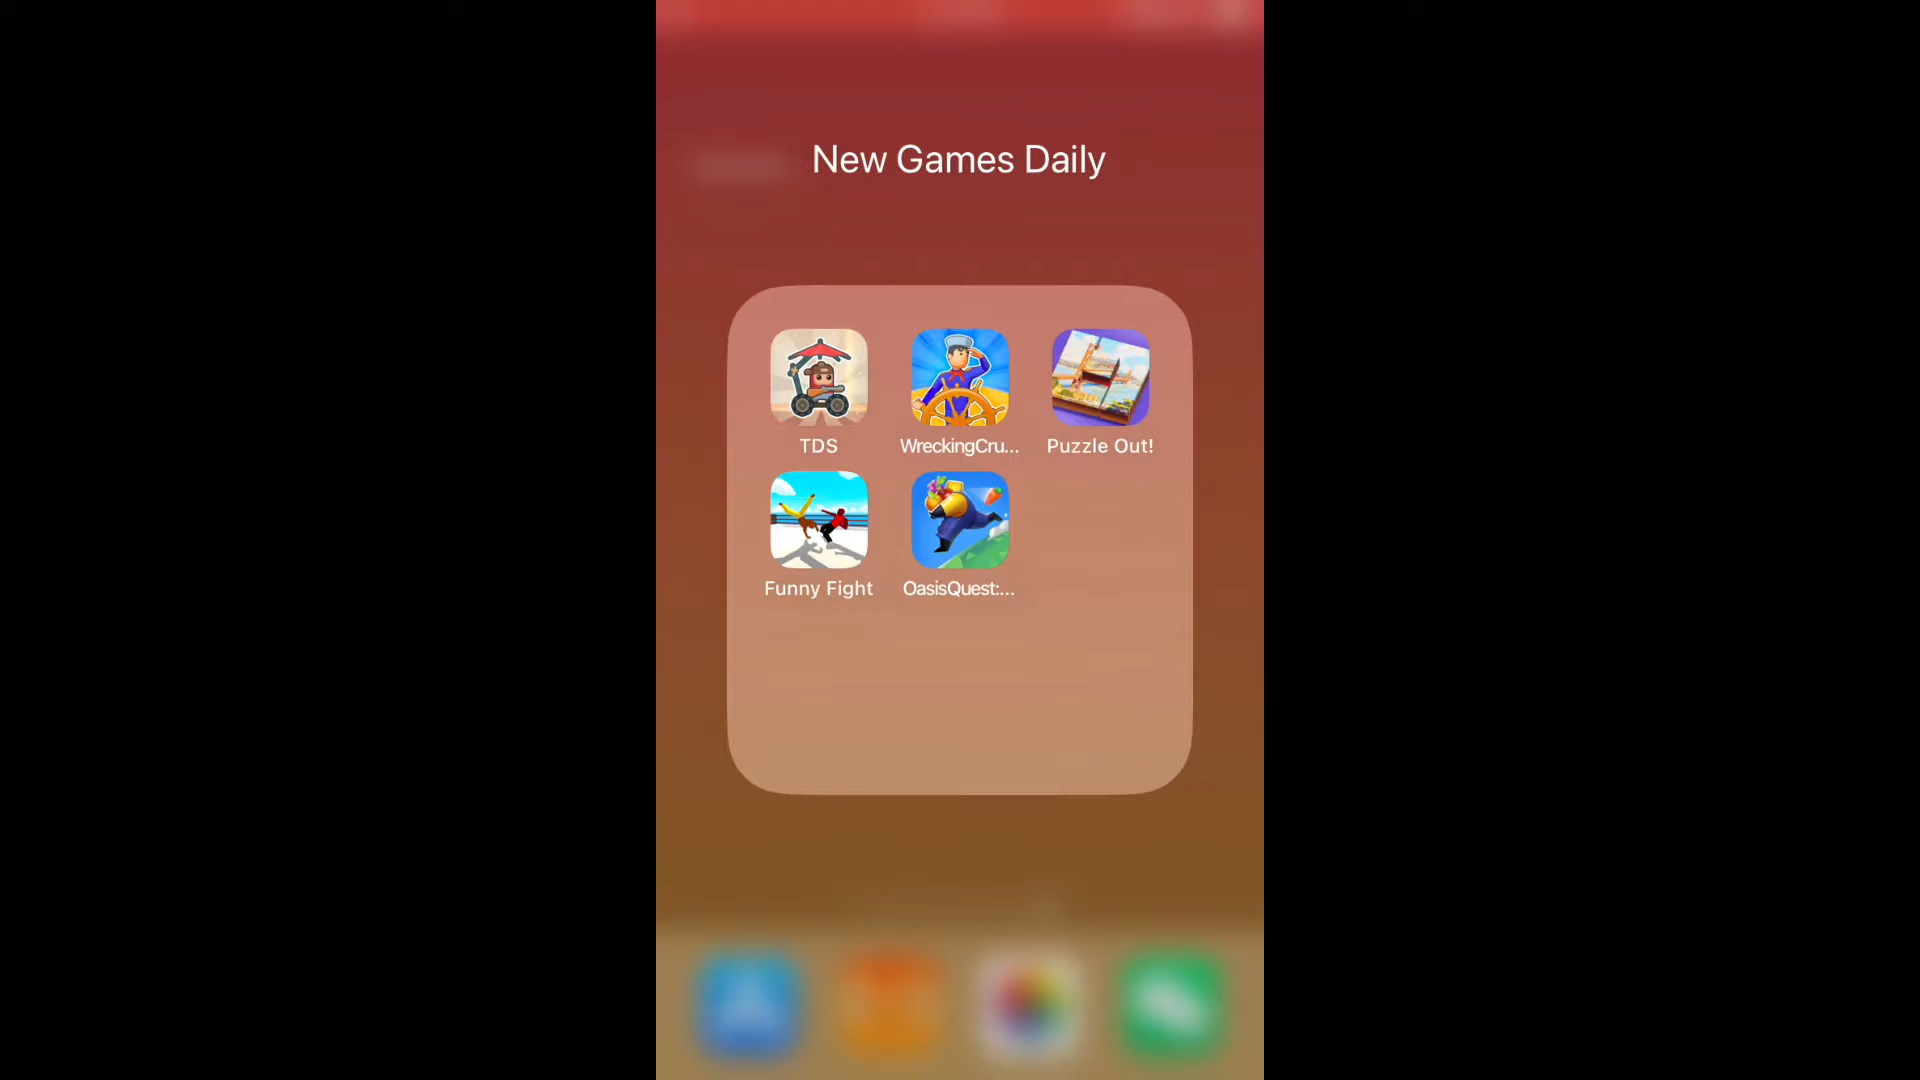 New Games Daily
TDS
WreckingCru...
Puzzle Out!
Funny Fight
OasisQuest:...